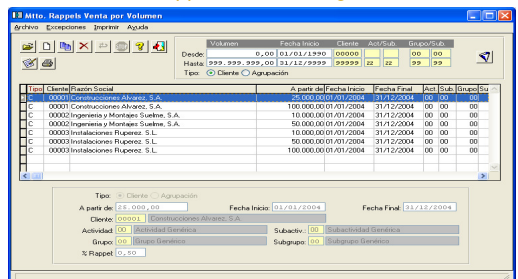 Mtto. Rappels Venta por Volumen
Archivo Excepciones Imprimir Ayuda
Volumen Fecha Inicio Cliente Act/Sub. Grupo/Sub.
Desde: 0,00 01/01/1990 00000 00 00
Hasta: 999.999.999,00 31/12/9999 99999 zz zz 99 99
Tipo: Cliente Agrupación
Tipo Cliente Razón Social A partir de Fecha Inicio Fecha Final Act. Sub. Grupo Su
C 00001 Construcciones Alvarez, S.A. 25.000,00 01/01/2004 31/12/2004 00 00 00
C 00001 Construcciones Alvarez, S.A. 100.000,00 01/01/2004 31/12/2004 00 00 00
C 00002 Ingenieria y Montajes Suelme, S.A. 10.000,00 01/01/2004 31/12/2004 00 00 00
C 00002 Ingenieria y Montajes Suelme, S.A. 30.000,00 01/01/2004 31/12/2004 00 00 00
C 00003 Instalaciones Ruperez. S.L. 10.000,00 01/01/2004 31/12/2004 00 00 00
C 00003 Instalaciones Ruperez. S.L. 50.000,00 01/01/2004 31/12/2004 00 00 00
C 00003 Instalaciones Ruperez. S.L. 100.000,00 01/01/2004 31/12/2004 00 00 00
Tipo: Cliente Agrupación
A partir de: 25.000,00 Fecha Inicio: 01/01/2004 Fecha Final: 31/12/2004
Cliente: 00001 Construcciones Alvarez, S.A.
Actividad: 00 Actividad Genérica Subactiv.: 00 Subactividad Genérica
Grupo: 00 Grupo Genérico Subgrupo: 00 Subgrupo Genérico
% Rappel: 0,50